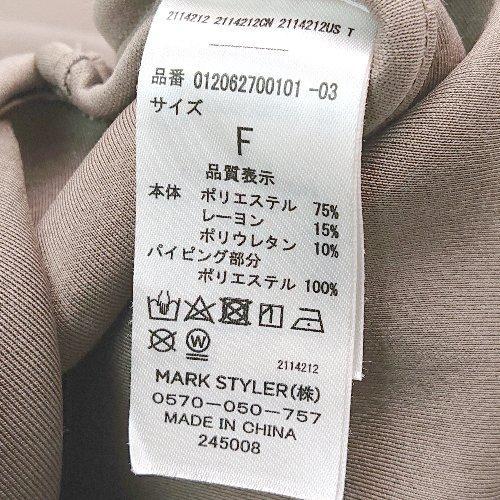 2114212 2114212CN 2114212US T
品番 012062700101 -03
サイズ
F
品質表示
本体 ポリエステル 75%
レーヨン 15%
ポリウレタン 10%
パイピング部分
ポリエステル 100%
W
2114212
MARK STYLER(株)
0570-050-757
MADE IN CHINA
245008